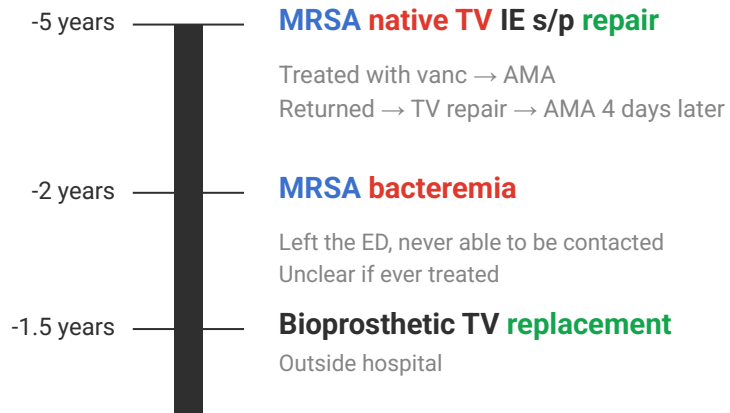 -5 years
MRSA native TV IE s/p repair
Treated with vanc → AMA
Returned → TV repair → AMA 4 days later
-2 years
MRSA bacteremia
Left the ED, never able to be contacted
Unclear if ever treated
-1.5 years
Bioprosthetic TV replacement
Outside hospital